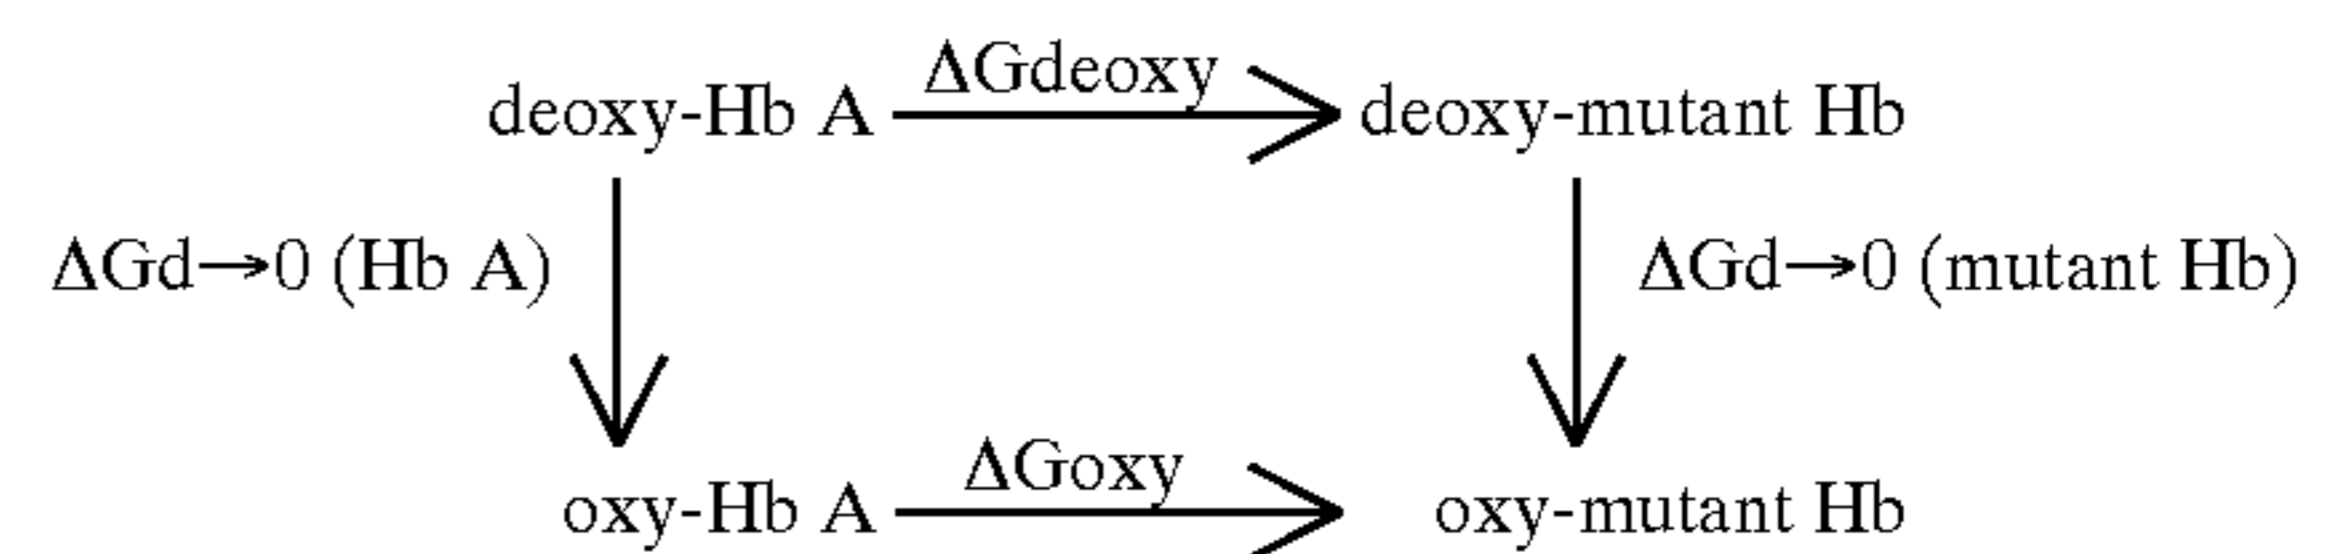 ΔGdeoxy
deoxy-Hb A deoxy-mutant Hb
ΔGd→0 (Hb A) ΔGd→0 (mutant Hb)
ΔGoxy
oxy-Hb A oxy-mutant Hb